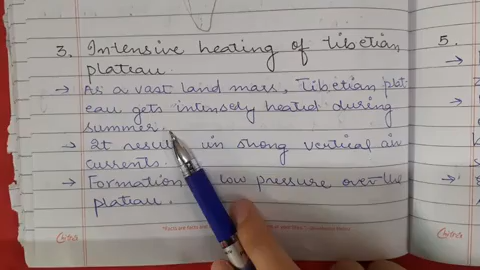 3. Intensive heating of Tibetian
plateau.
→ As a vast land mass, Tibetian plat
eau gets intensely heated during
summer.
→ It results in strong vertical air
currents.
→ Formation low pressure over the
plateau.
5.
→